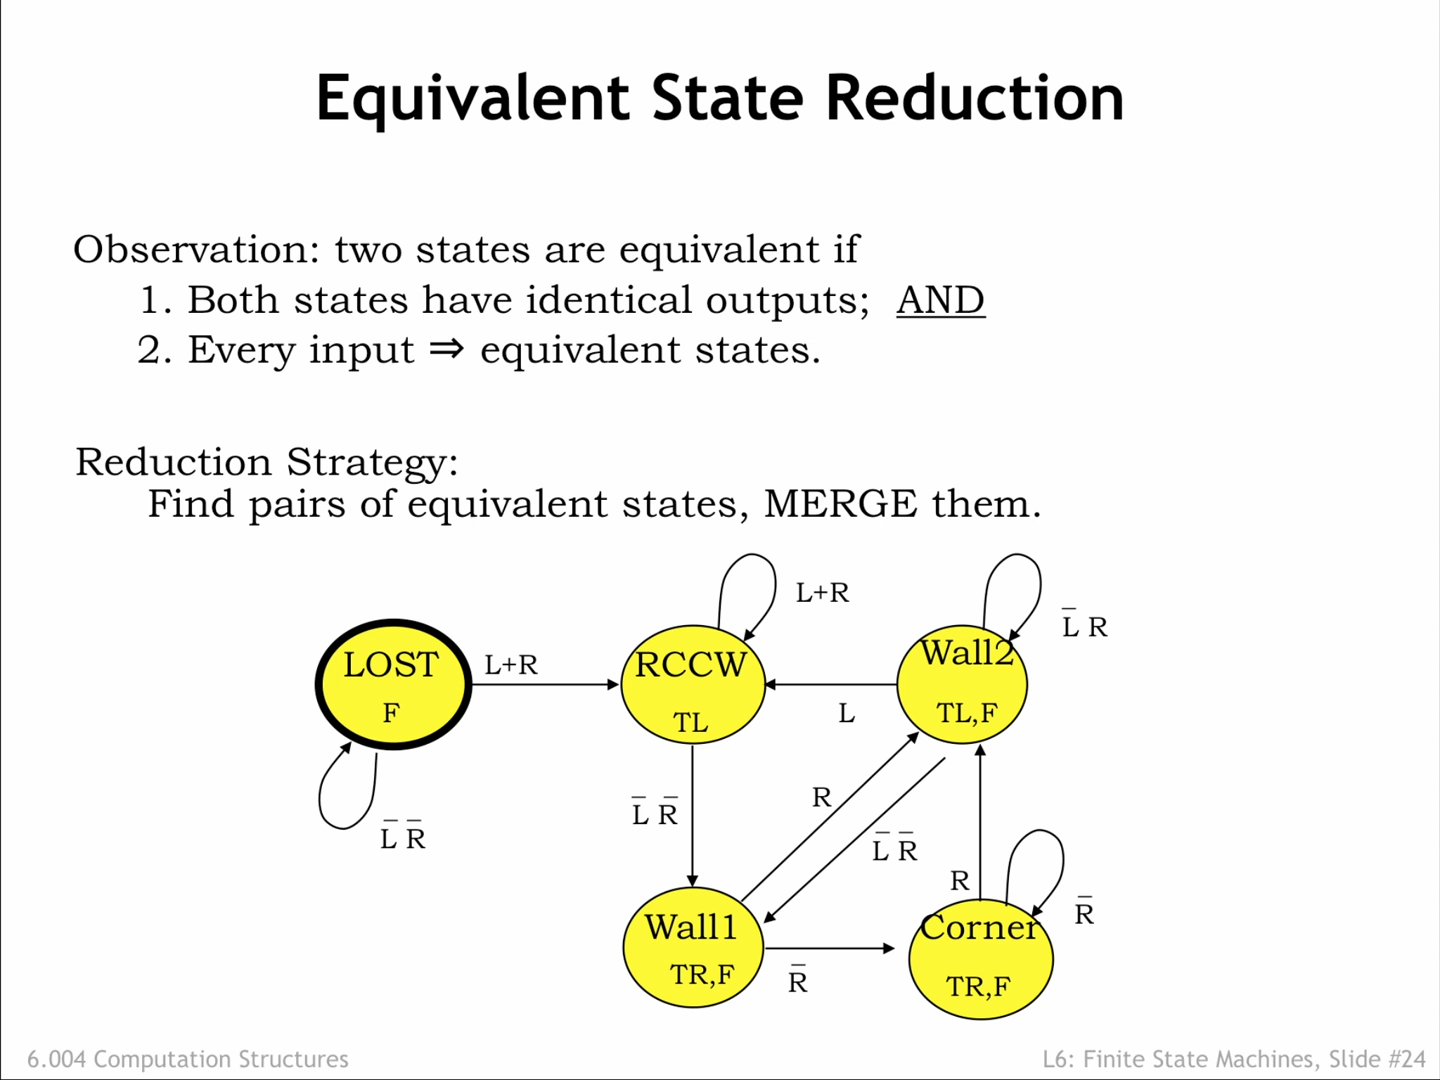 Equivalent State Reduction
Observation: two states are equivalent if
1. Both states have identical outputs; AND
2. Every input ⇒ equivalent states.
Reduction Strategy:
Find pairs of equivalent states, MERGE them.
L+R
L̅ R
LOST
F
L+R
RCCW
TL
Wall2
TL,F
L
L̅ R̅
L̅ R̅
R
L̅ R̅
R
R̅
Wall1
TR,F
R̅
Corner
TR,F
6.004 Computation Structures
L6: Finite State Machines, Slide #24